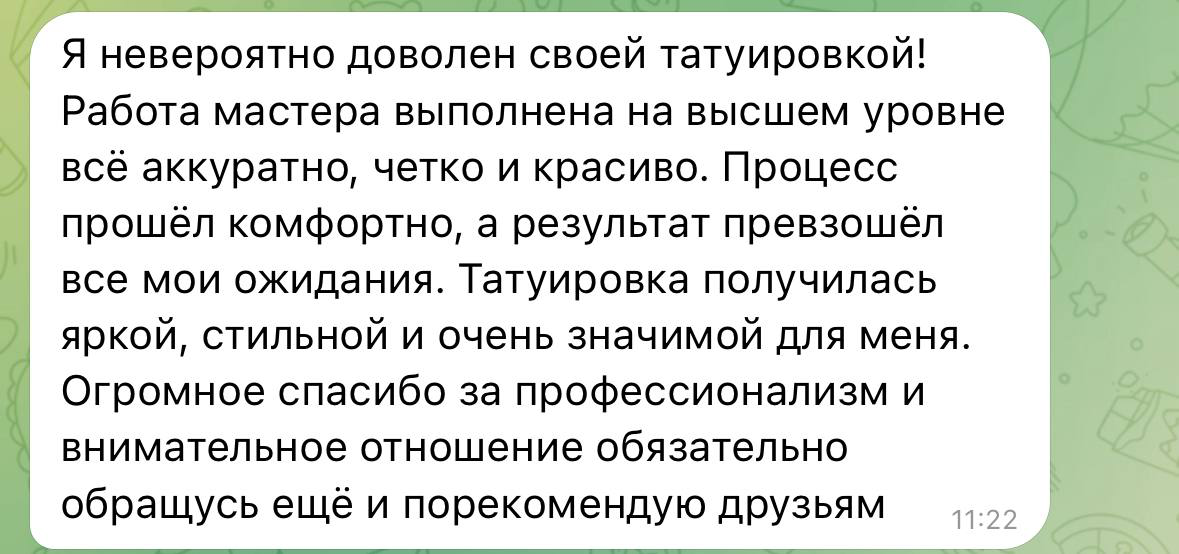 Я невероятно доволен своей татуировкой!
Работа мастера выполнена на высшем уровне
всё аккуратно, четко и красиво. Процесс
прошёл комфортно, а результат превзошёл
все мои ожидания. Татуировка получилась
яркой, стильной и очень значимой для меня.
Огромное спасибо за профессионализм и
внимательное отношение обязательно
обращусь ещё и порекомендую друзьям
11:22